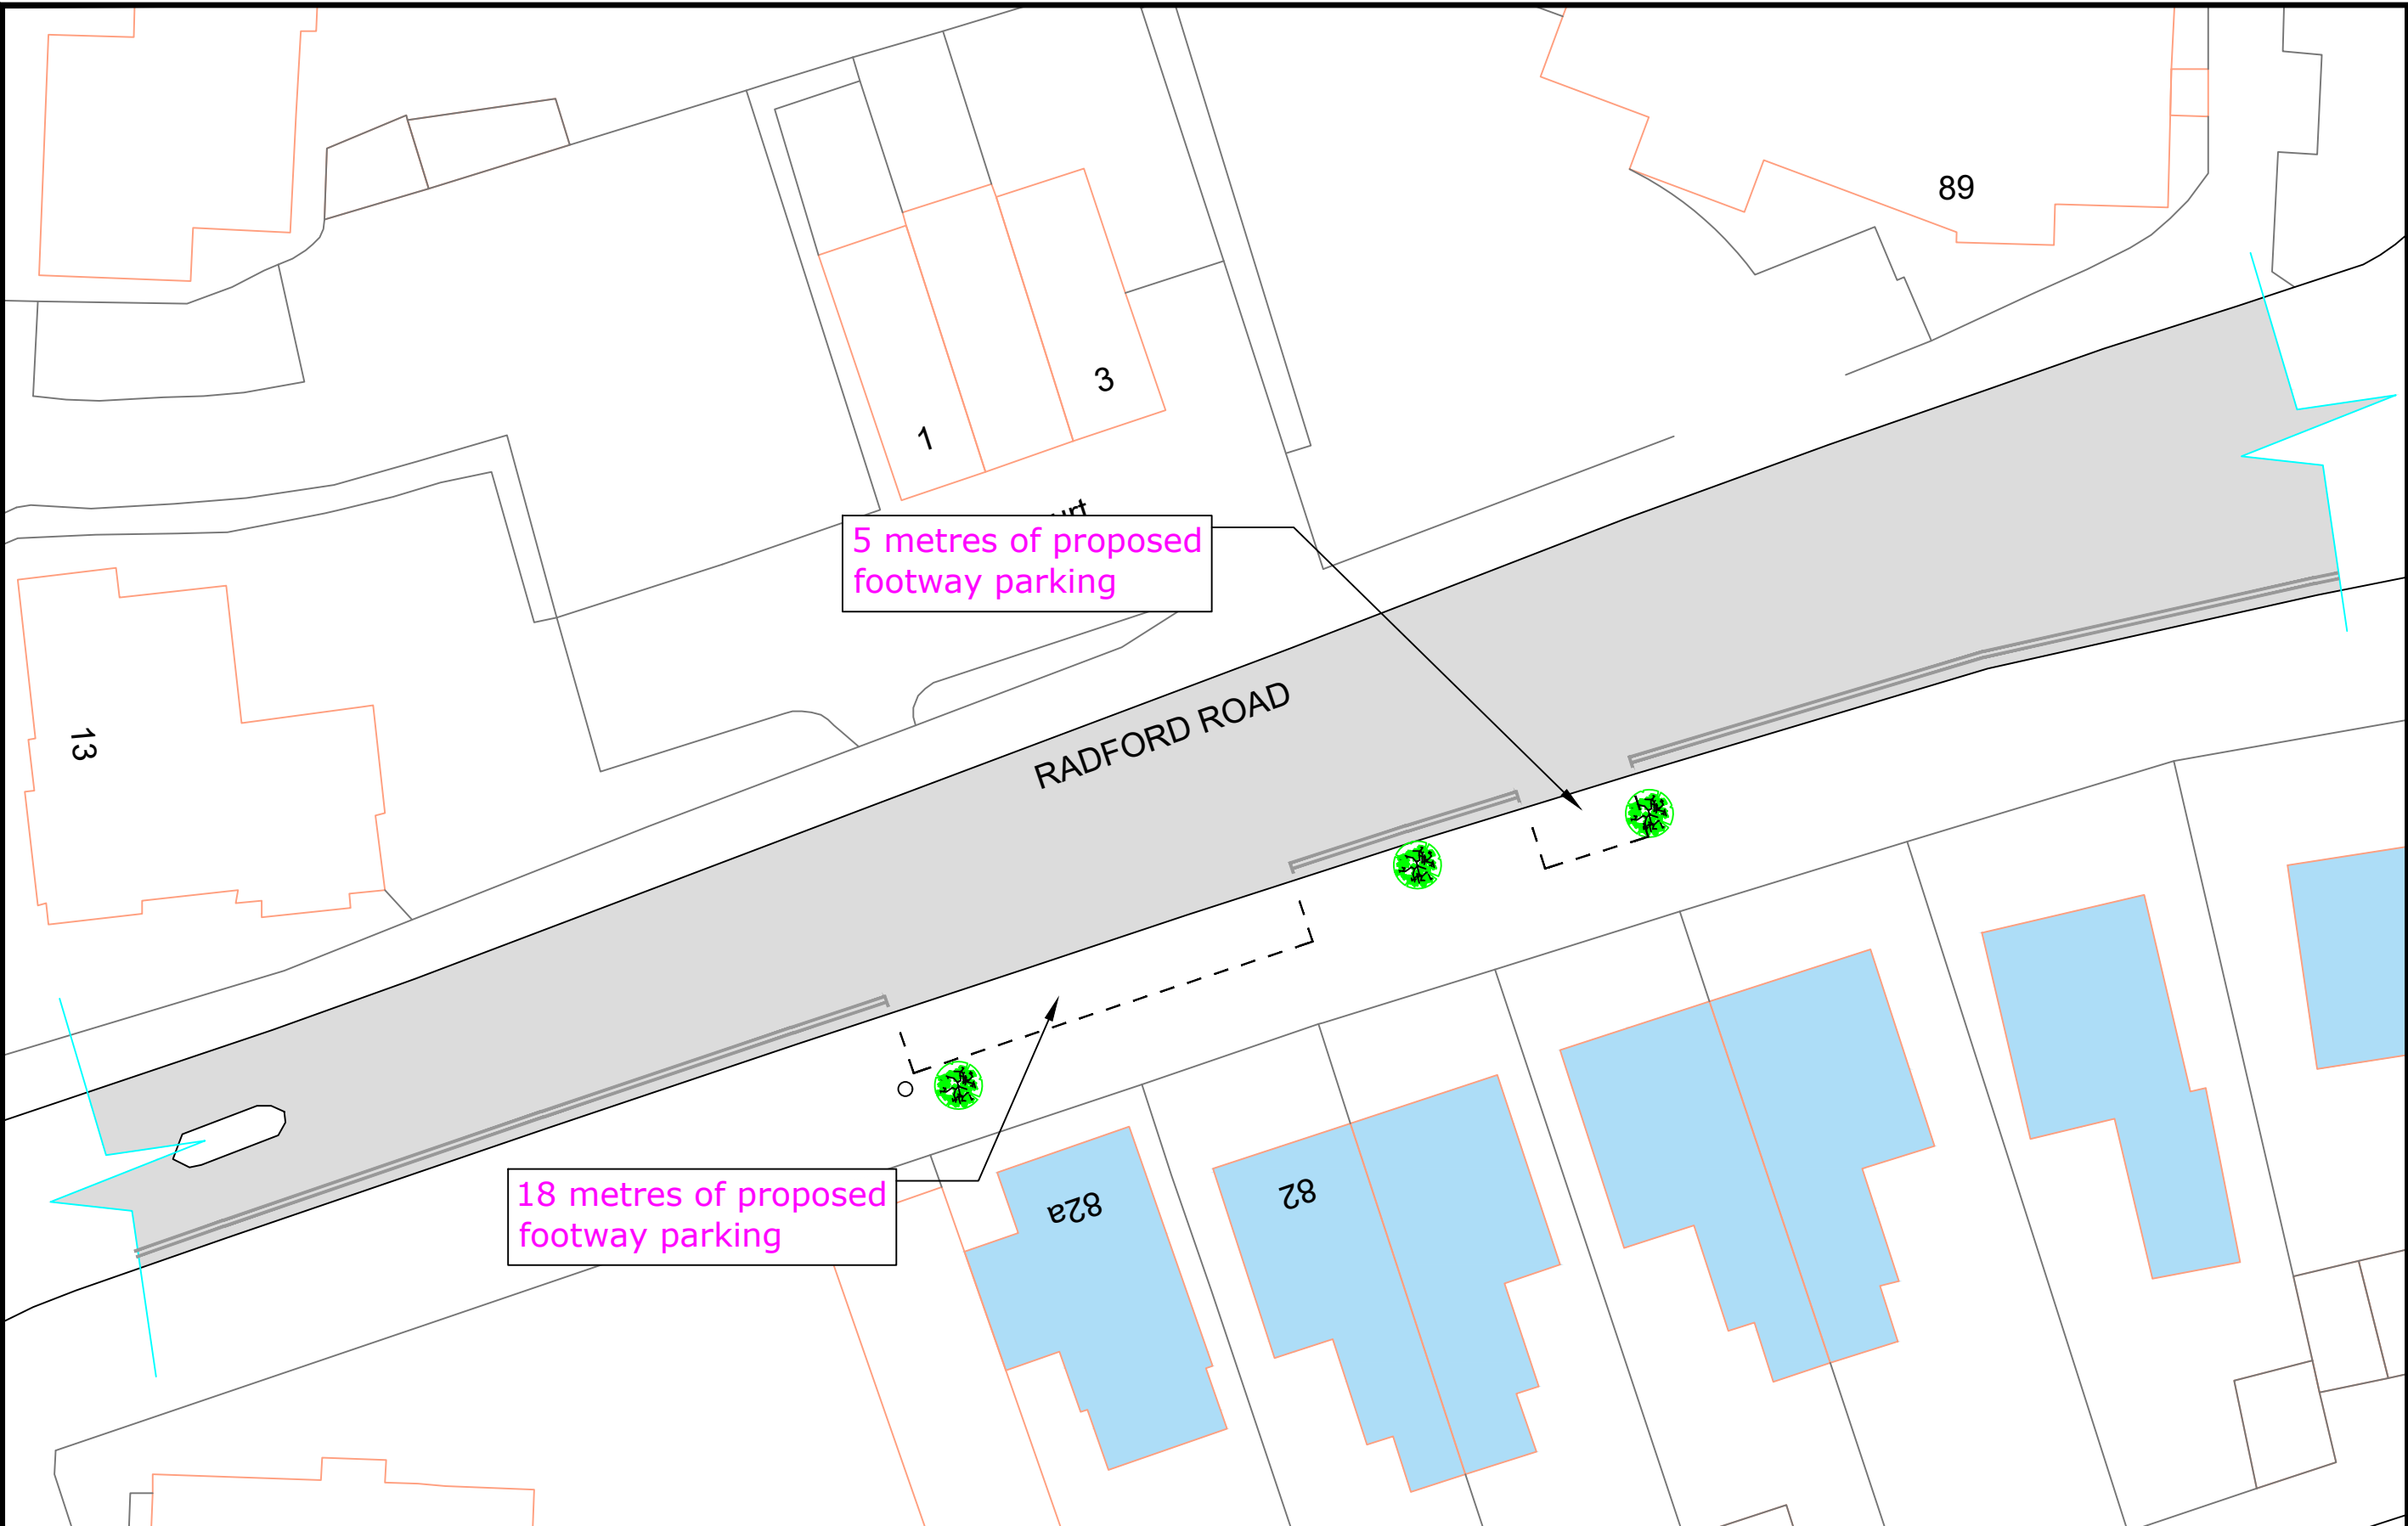 89
3
1
5 metres of proposed
footway parking
RADFORD ROAD
13
18 metres of proposed
footway parking
82a
82